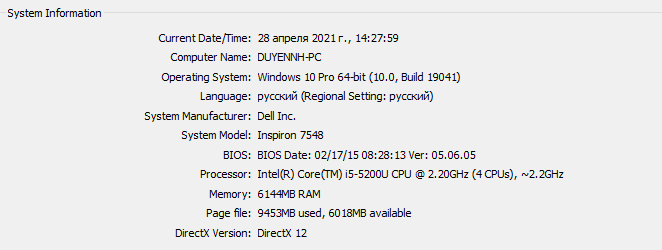 System Information
Current Date/Time: 28 апреля 2021 г., 14:27:59
Computer Name: DUYENNH-PC
Operating System: Windows 10 Pro 64-bit (10.0, Build 19041)
Language: русский (Regional Setting: русский)
System Manufacturer: Dell Inc.
System Model: Inspiron 7548
BIOS: BIOS Date: 02/17/15 08:28:13 Ver: 05.06.05
Processor: Intel(R) Core(TM) i5-5200U CPU @ 2.20GHz (4 CPUs), ~2.2GHz
Memory: 6144MB RAM
Page file: 9453MB used, 6018MB available
DirectX Version: DirectX 12